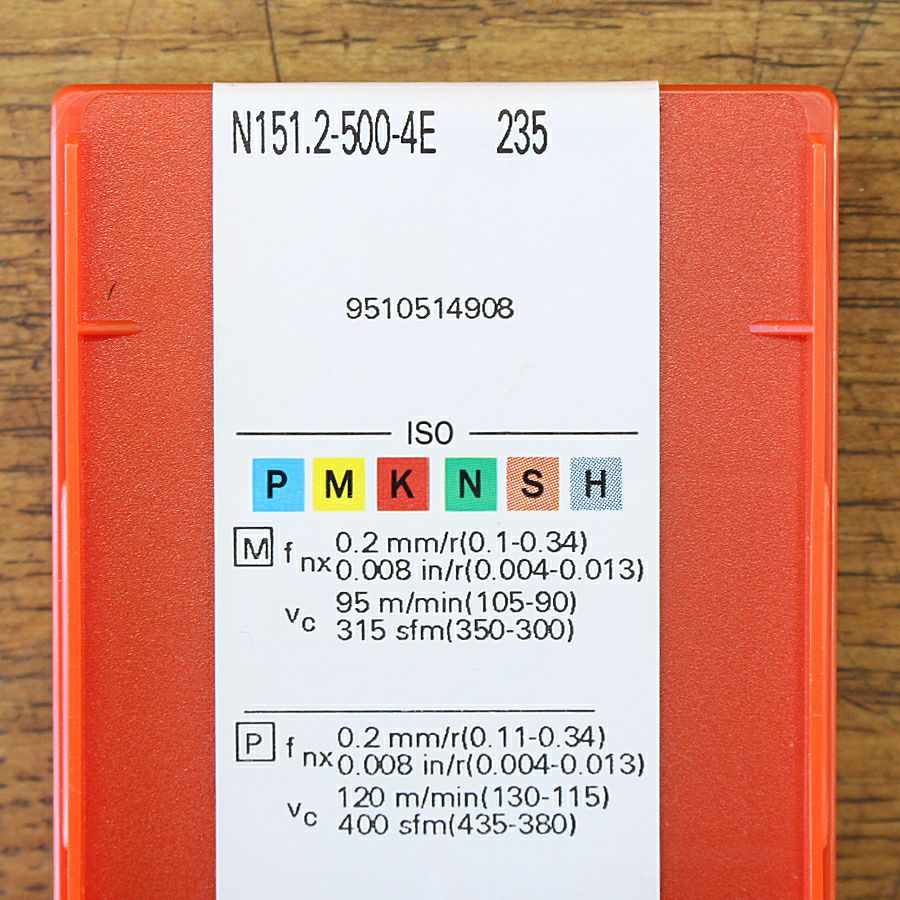 N151.2-500-4E 235
9510514908
ISO
P M K N S H
M fnx 0.2 mm/r(0.1-0.34)
0.008 in/r(0.004-0.013)
vc 95 m/min(105-90)
315 sfm(350-300)
P fnx 0.2 mm/r(0.11-0.34)
0.008 in/r(0.004-0.013)
vc 120 m/min(130-115)
400 sfm(435-380)